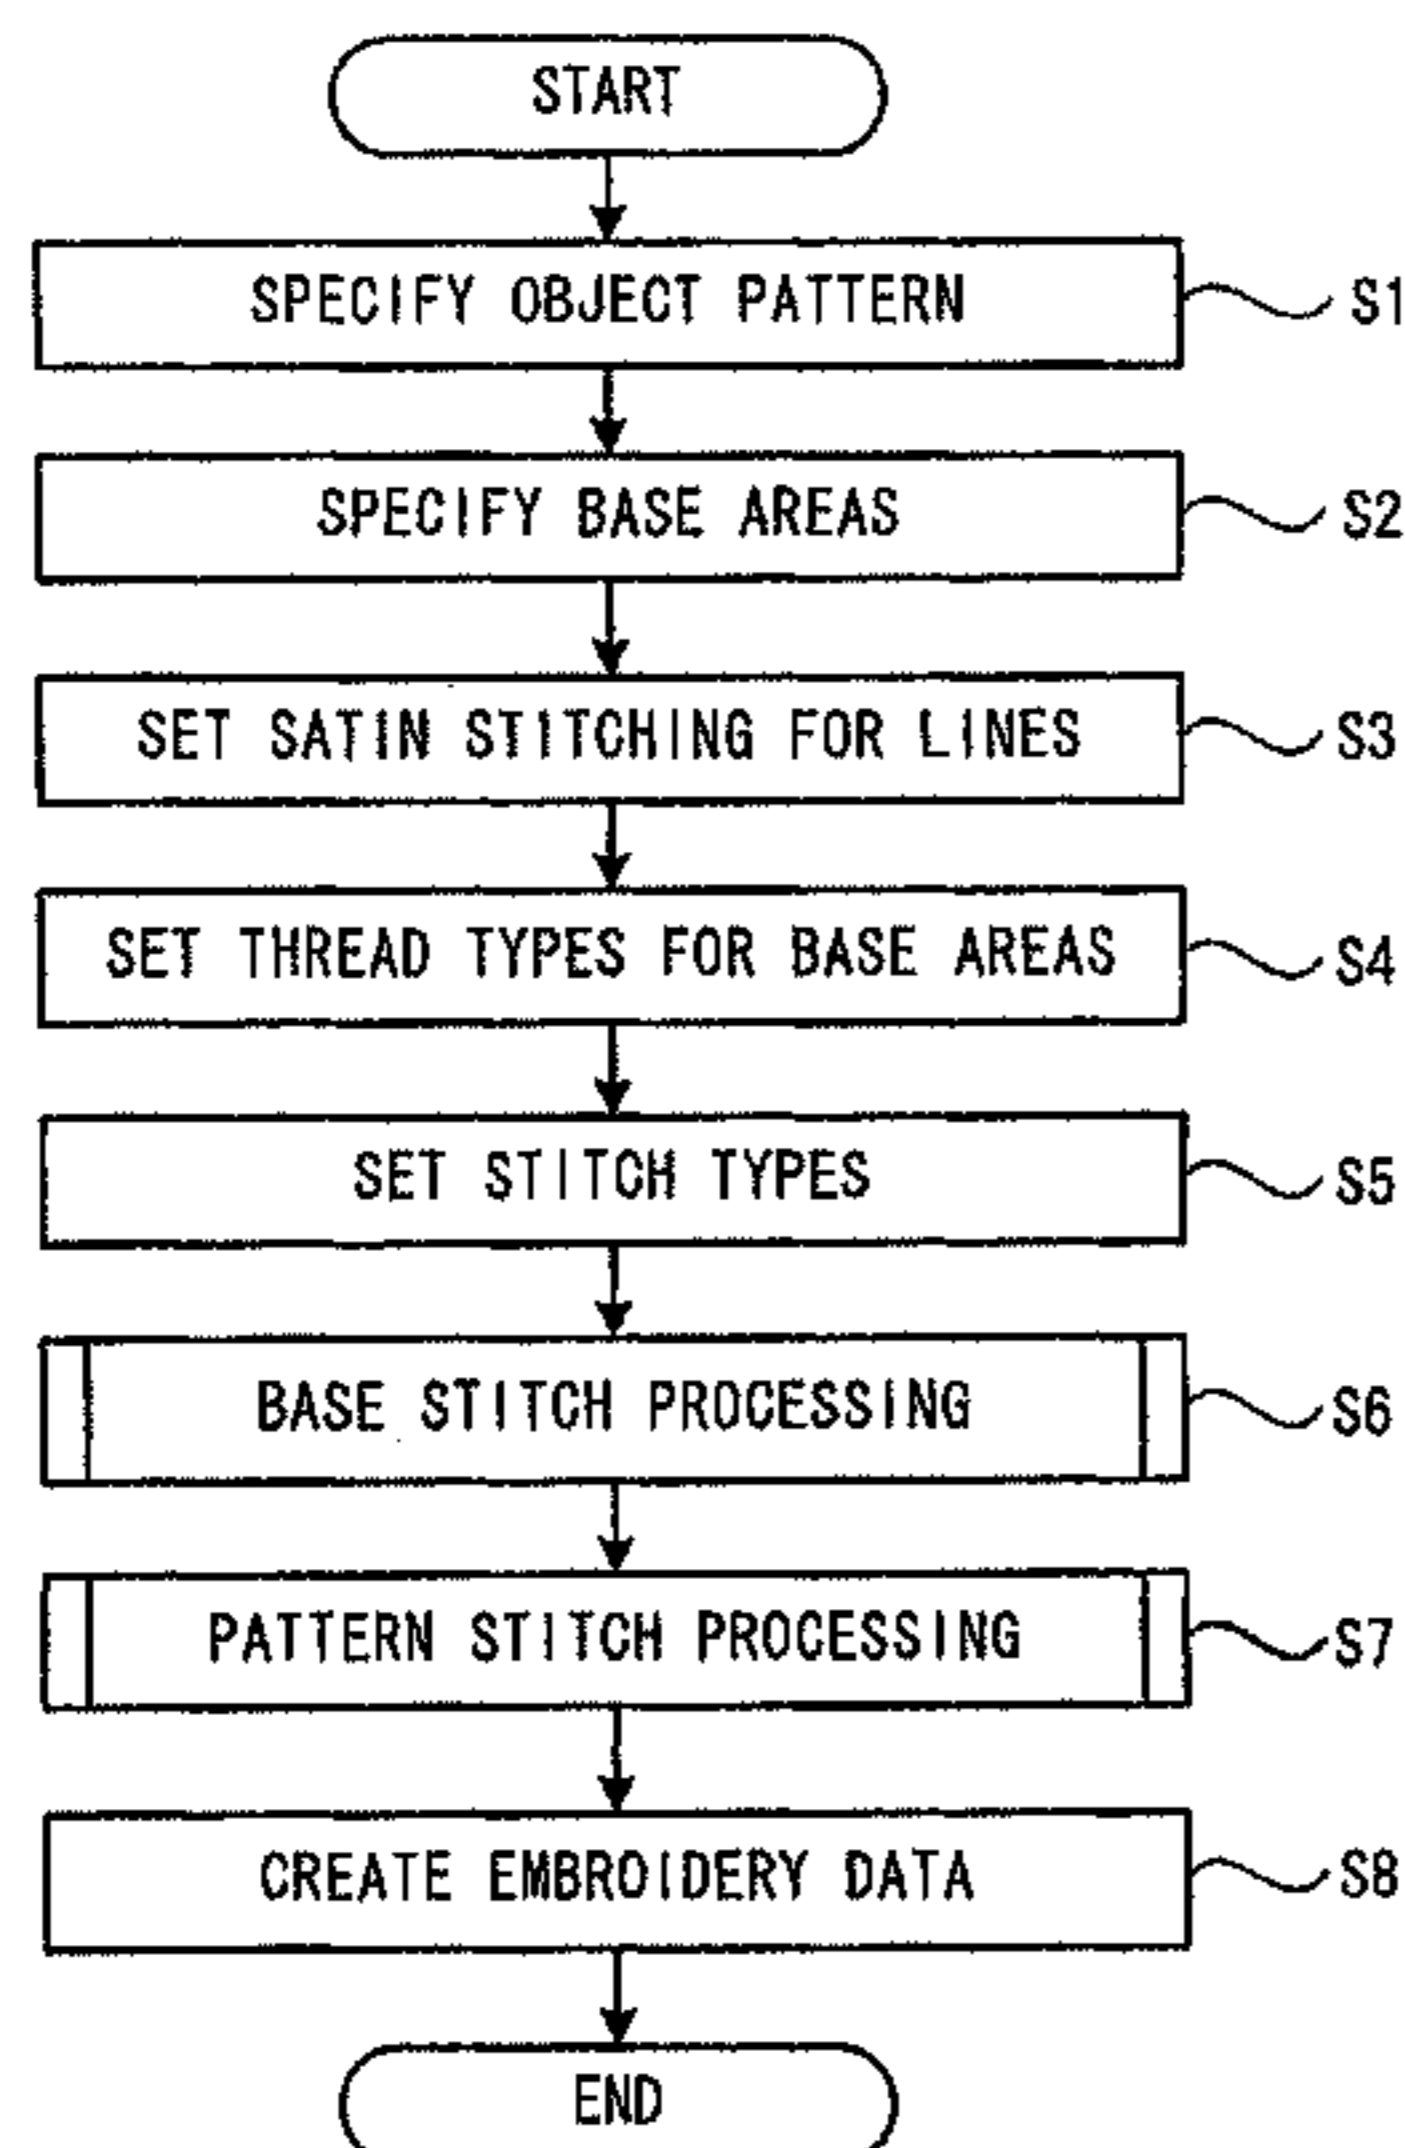 START
SPECIFY OBJECT PATTERN
S1
SPECIFY BASE AREAS
S2
SET SATIN STITCHING FOR LINES
S3
SET THREAD TYPES FOR BASE AREAS
S4
SET STITCH TYPES
S5
BASE STITCH PROCESSING
S6
PATTERN STITCH PROCESSING
S7
CREATE EMBROIDERY DATA
S8
END